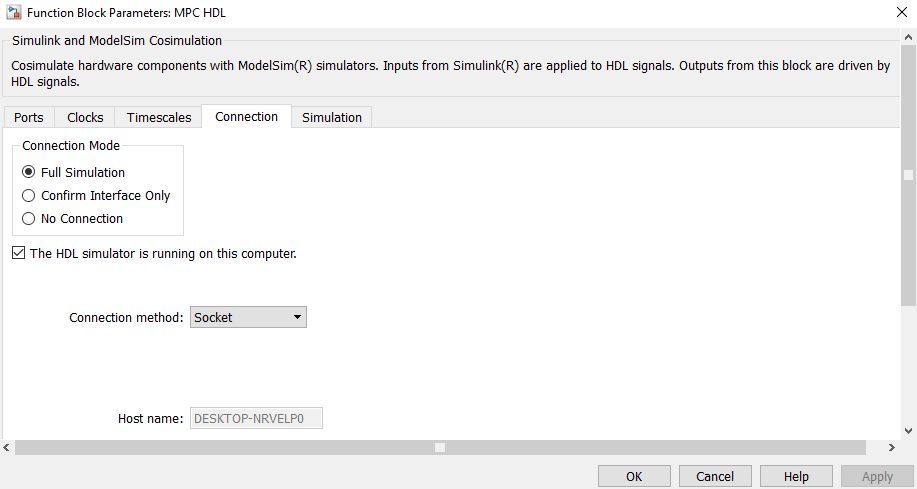 Function Block Parameters: MPC HDL
Simulink and ModelSim Cosimulation
Cosimulate hardware components with ModelSim(R) simulators. Inputs from Simulink(R) are applied to HDL signals. Outputs from this block are driven by
HDL signals.
Ports Clocks Timescales Connection Simulation
Connection Mode
Full Simulation
Confirm Interface Only
No Connection
The HDL simulator is running on this computer.
Connection method: Socket
Host name: DESKTOP-NRVELP0
OK Cancel Help Apply